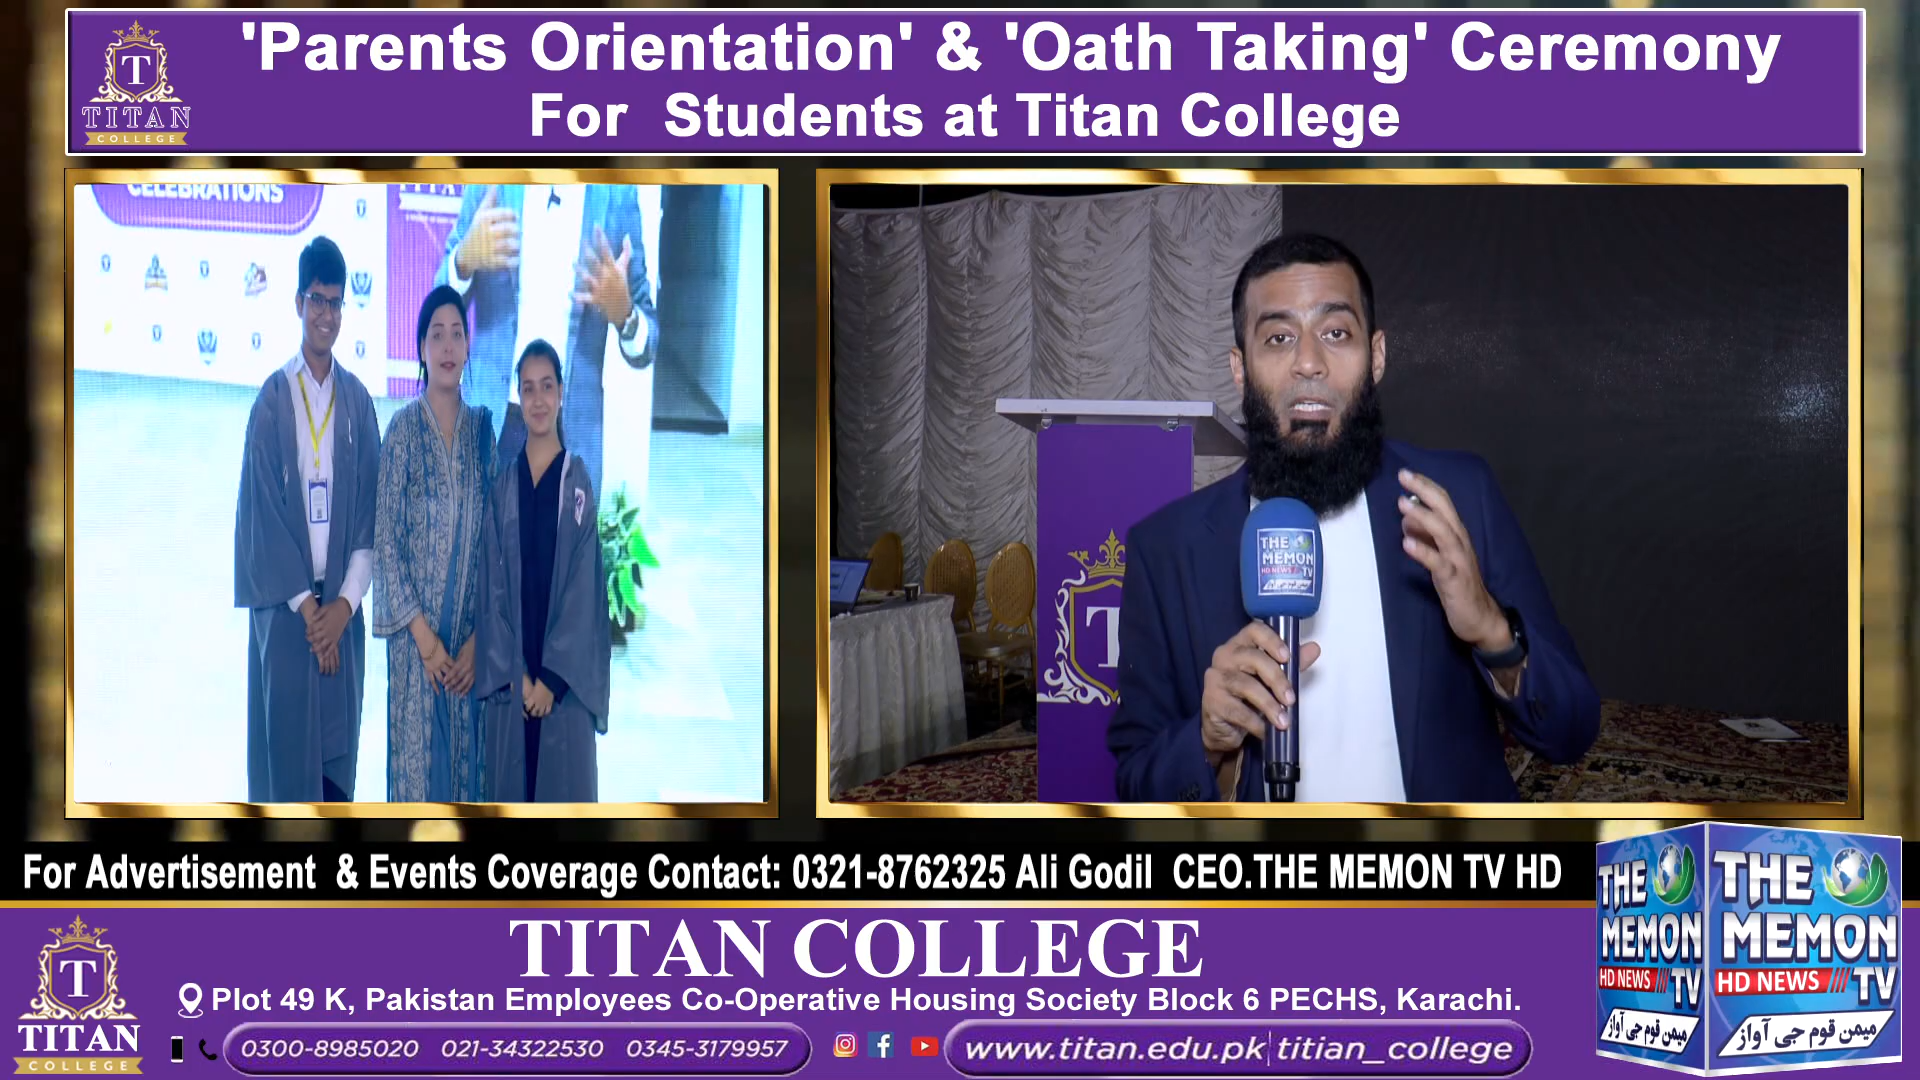 'Parents Orientation' & 'Oath Taking' Ceremony
For Students at Titan College
T
TITAN
COLLEGE
CELEBRATIONS
T
THE
MEMON
HD NEWS TV
For Advertisement & Events Coverage Contact: 0321-8762325 Ali Godil CEO.THE MEMON TV HD
T
TITAN
COLLEGE
TITAN COLLEGE
Plot 49 K, Pakistan Employees Co-Operative Housing Society Block 6 PECHS, Karachi.
0300-8985020 021-34322530 0345-3179957
www.titan.edu.pk titian_college
THE
MEMON
HD NEWS TV
میمن قوم جی آواز
THE
MEMON
HD NEWS TV
میمن قوم جی آواز